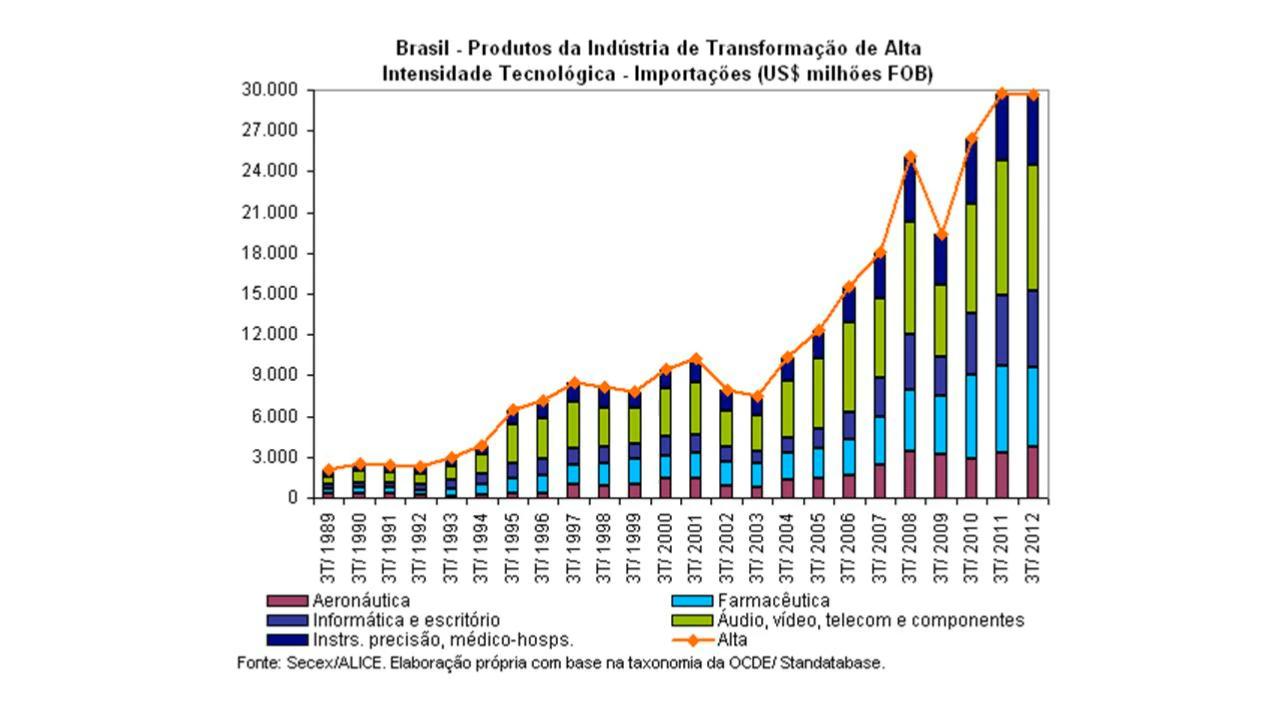 Brasil - Produtos da Indústria de Transformação de Alta
Intensidade Tecnológica - Importações (US$ milhões FOB)
30.000
27.000
24.000
21.000
18.000
15.000
12.000
9.000
6.000
3.000
0
3T/ 1989
3T/ 1990
3T/ 1991
3T/ 1992
3T/ 1993
3T/ 1994
3T/ 1995
3T/ 1996
3T/ 1997
3T/ 1998
3T/ 1999
3T/ 2000
3T/ 2001
3T/ 2002
3T/ 2003
3T/ 2004
3T/ 2005
3T/ 2006
3T/ 2007
3T/ 2008
3T/ 2009
3T/ 2010
3T/ 2011
3T/ 2012
Aeronáutica
Farmacêutica
Informática e escritório
Áudio, vídeo, telecom e componentes
Instrs. precisão, médico-hosps.
Alta
Fonte: Secex/ALICE. Elaboração própria com base na taxonomia da OCDE/ Standatabase.